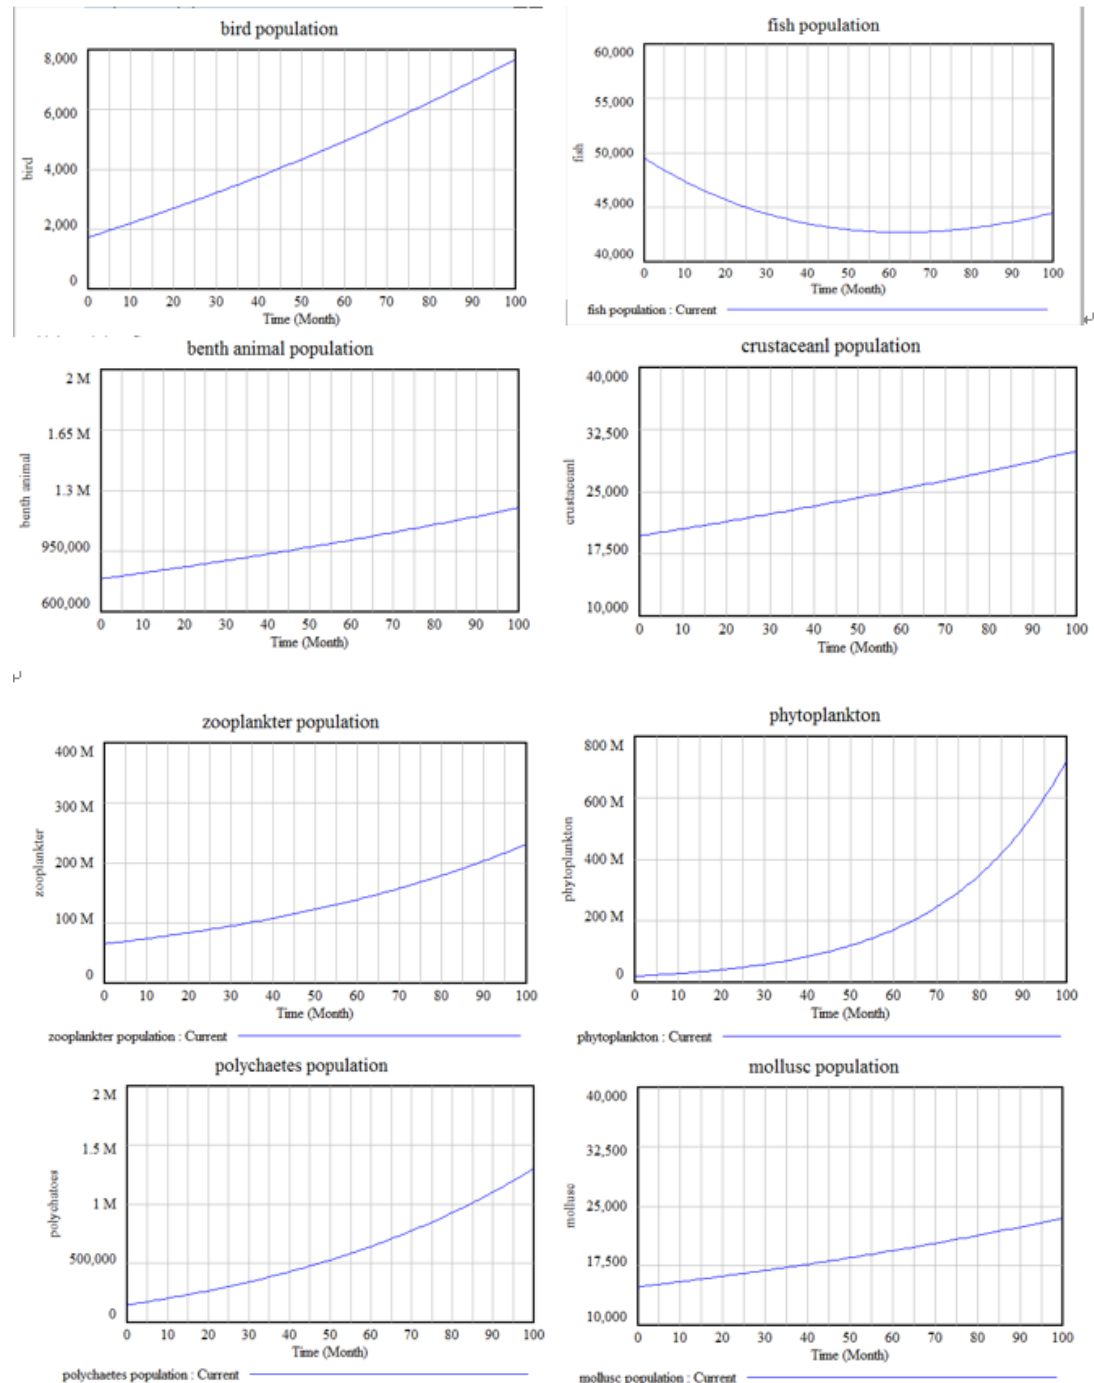 bird population
8,000
6,000
4,000
2,000
0
bird
0 10 20 30 40 50 60 70 80 90 100
Time (Month)
fish population
60,000
55,000
50,000
45,000
40,000
fish
0 10 20 30 40 50 60 70 80 90 100
Time (Month)
fish population : Current
benth animal population
2 M
1.65 M
1.3 M
950,000
600,000
benth animal
0 10 20 30 40 50 60 70 80 90 100
Time (Month)
crustaceanl population
40,000
32,500
25,000
17,500
10,000
crustaceanl
0 10 20 30 40 50 60 70 80 90 100
Time (Month)
zooplankter population
400 M
300 M
200 M
100 M
0
zooplankter
0 10 20 30 40 50 60 70 80 90 100
Time (Month)
zooplankter population : Current
phytoplankton
800 M
600 M
400 M
200 M
0
phytoplankton
0 10 20 30 40 50 60 70 80 90 100
Time (Month)
phytoplankton : Current
polychaetes population
2 M
1.5 M
1 M
500,000
0
polychatoes
0 10 20 30 40 50 60 70 80 90 100
Time (Month)
polychaetes population : Current
mollusc population
40,000
32,500
25,000
17,500
10,000
mollusc
0 10 20 30 40 50 60 70 80 90 100
Time (Month)
mollusc population : Current